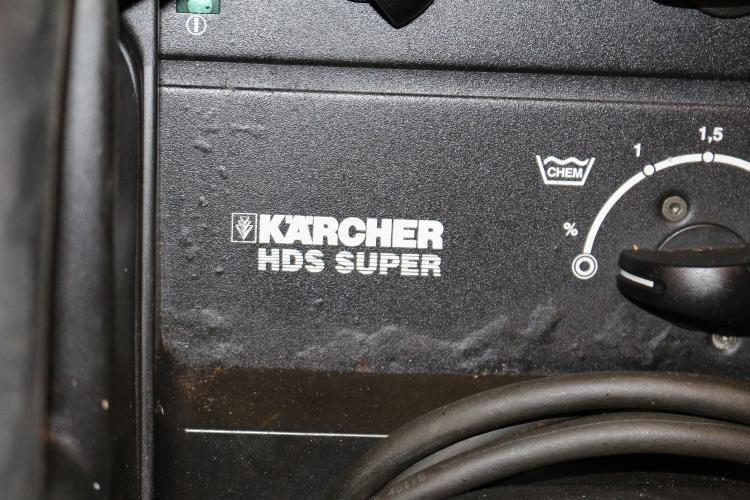 1,5
1
CHEM
%
KÄRCHER
HDS SUPER